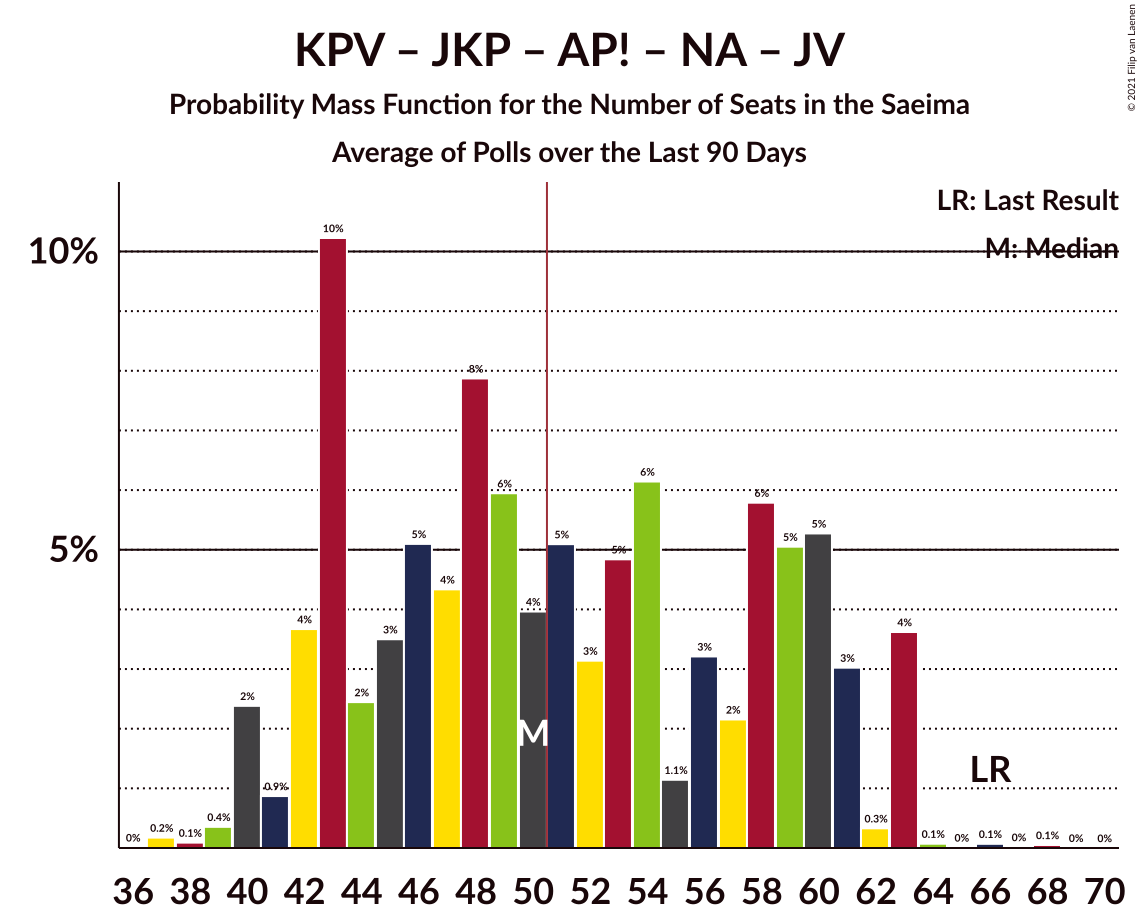 KPV – JKP – AP! – NA – JV
Probability Mass Function for the Number of Seats in the Saeima
Average of Polls over the Last 90 Days
© 2021 Filip van Laenen
LR: Last Result
M: Median
10%
5%
0% 0.2% 0.1% 0.4% 2% 0.9% 4% 10% 2% 3% 5% 4% 8% 6% 4% 5% 3% 5% 6% 1.1% 3% 2% 6% 5% 5% 3% 0.3% 4% 0.1% 0% 0.1% 0% 0.1% 0% 0%
M
LR
36 38 40 42 44 46 48 50 52 54 56 58 60 62 64 66 68 70